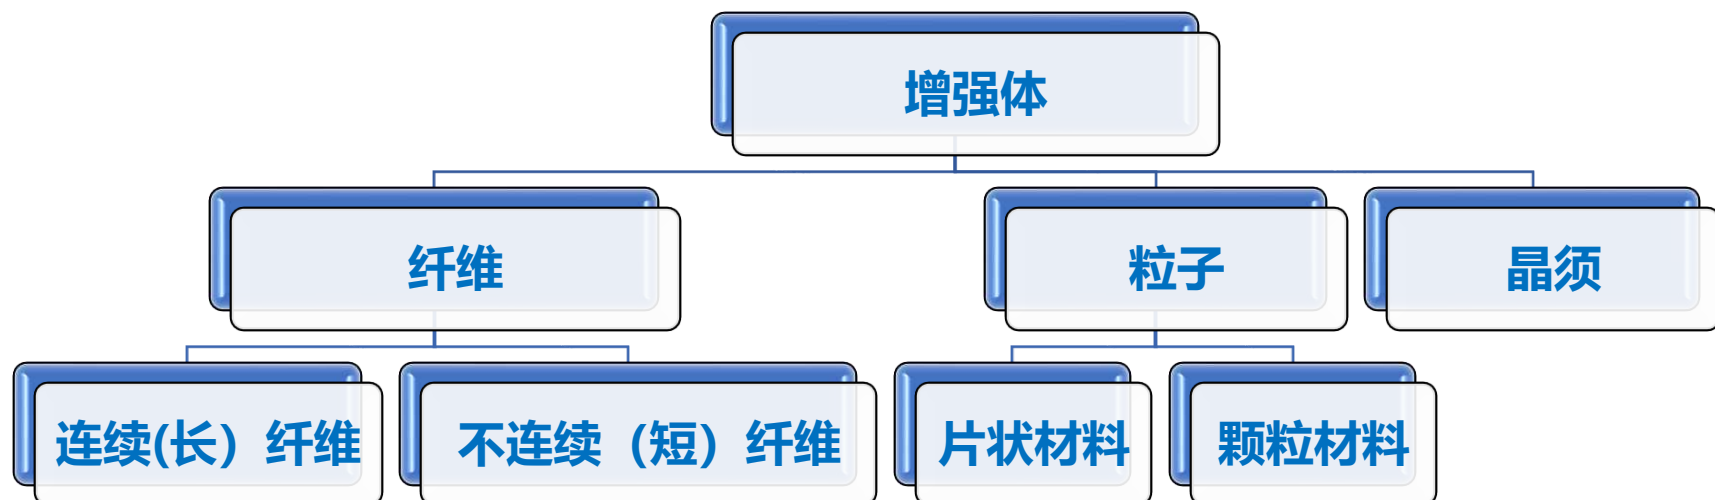 增强体
纤维
粒子
晶须
连续(长）纤维
不连续（短）纤维
片状材料
颗粒材料